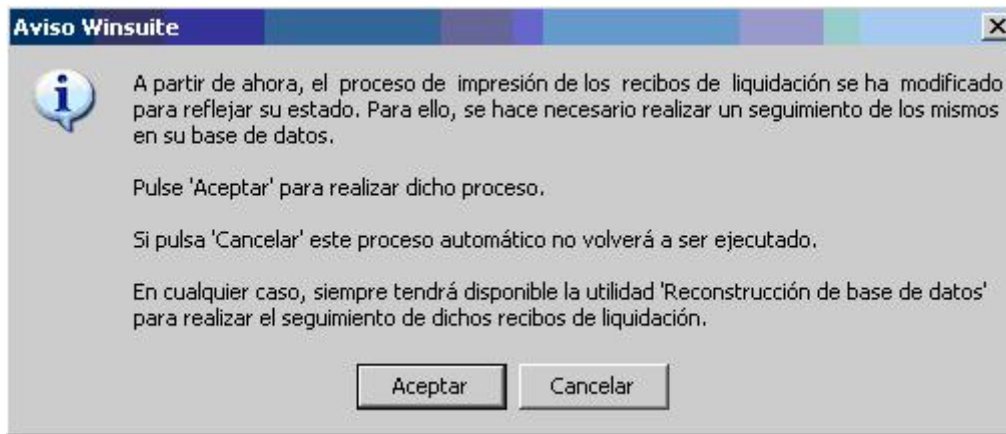 Aviso Winsuite
A partir de ahora, el proceso de impresión de los recibos de liquidación se ha modificado
para reflejar su estado. Para ello, se hace necesario realizar un seguimiento de los mismos
en su base de datos.
Pulse 'Aceptar' para realizar dicho proceso.
Si pulsa 'Cancelar' este proceso automático no volverá a ser ejecutado.
En cualquier caso, siempre tendrá disponible la utilidad 'Reconstrucción de base de datos'
para realizar el seguimiento de dichos recibos de liquidación.
Aceptar Cancelar